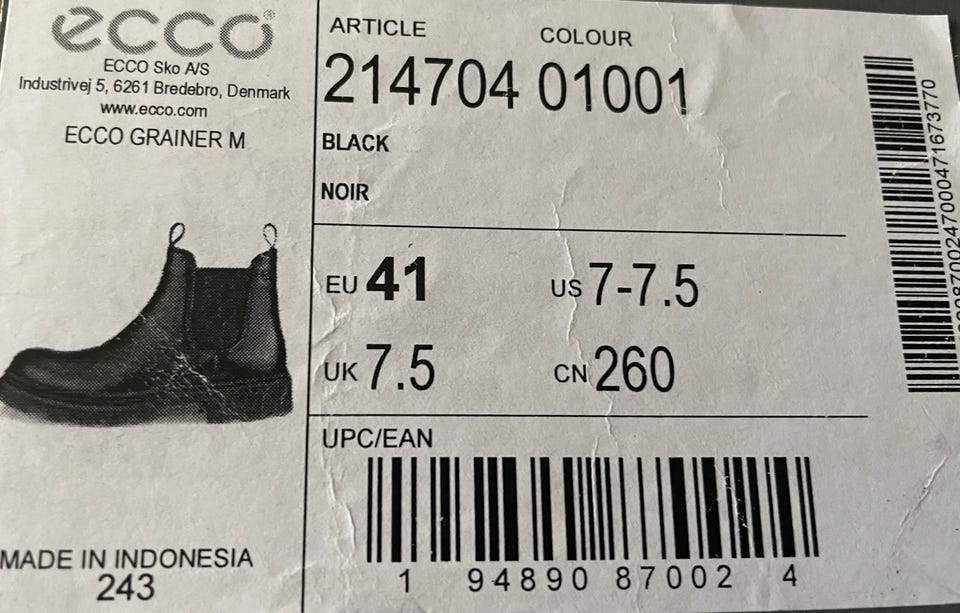 ecco®
ECCO Sko A/S
Industrivej 5, 6261 Bredebro, Denmark
www.ecco.com
ECCO GRAINER M
MADE IN INDONESIA
243
ARTICLE COLOUR
214704 01001
BLACK
NOIR
EU 41 US 7-7.5
UK 7.5 CN 260
UPC/EAN
1 94890 87002 4